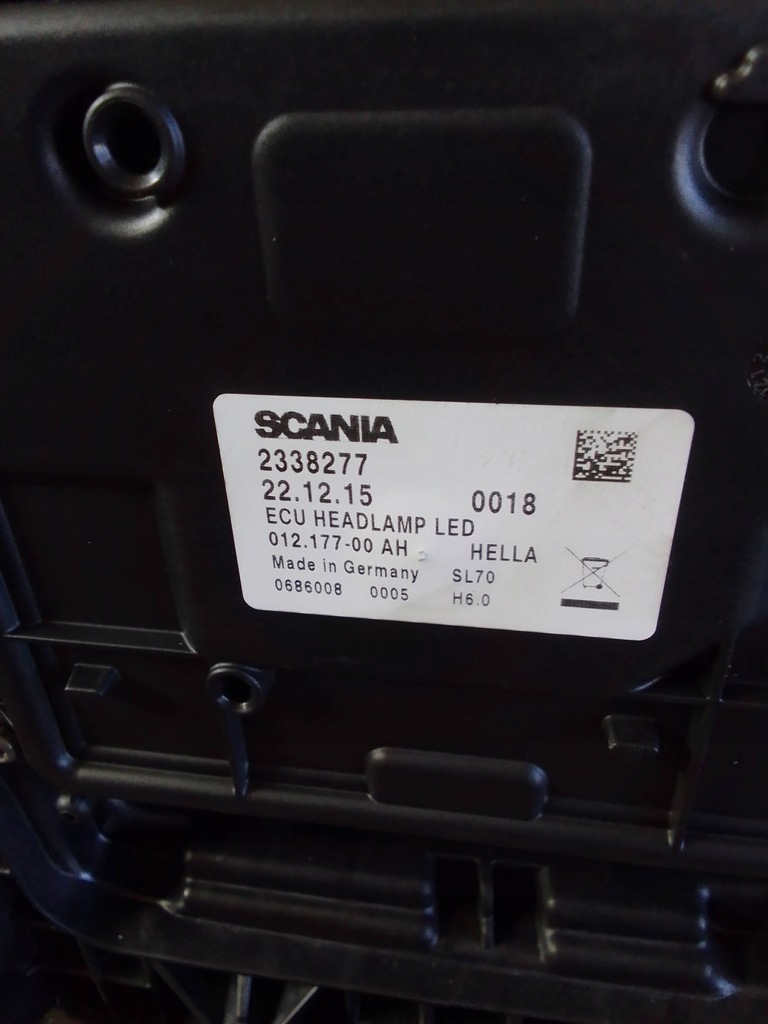 SCANIA
2338277
22.12.15 0018
ECU HEADLAMP LED
012.177-00 AH HELLA
Made in Germany SL70
0686008 0005 H6.0